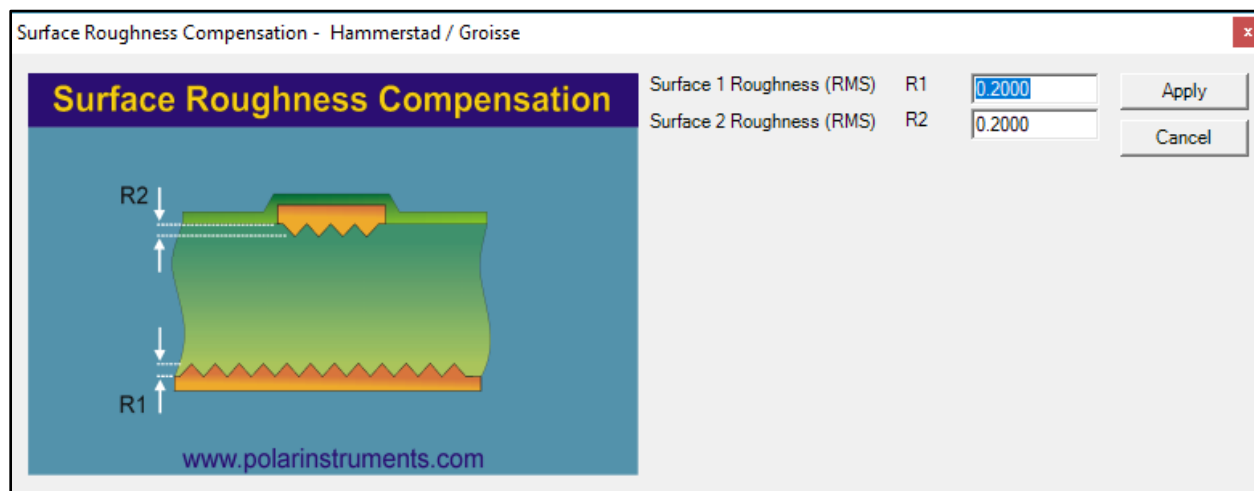 Surface Roughness Compensation - Hammerstad / Groisse
x
Surface Roughness Compensation
R2
R1
www.polarinstruments.com
Surface 1 Roughness (RMS) R1 0.2000
Surface 2 Roughness (RMS) R2 0.2000
Apply
Cancel